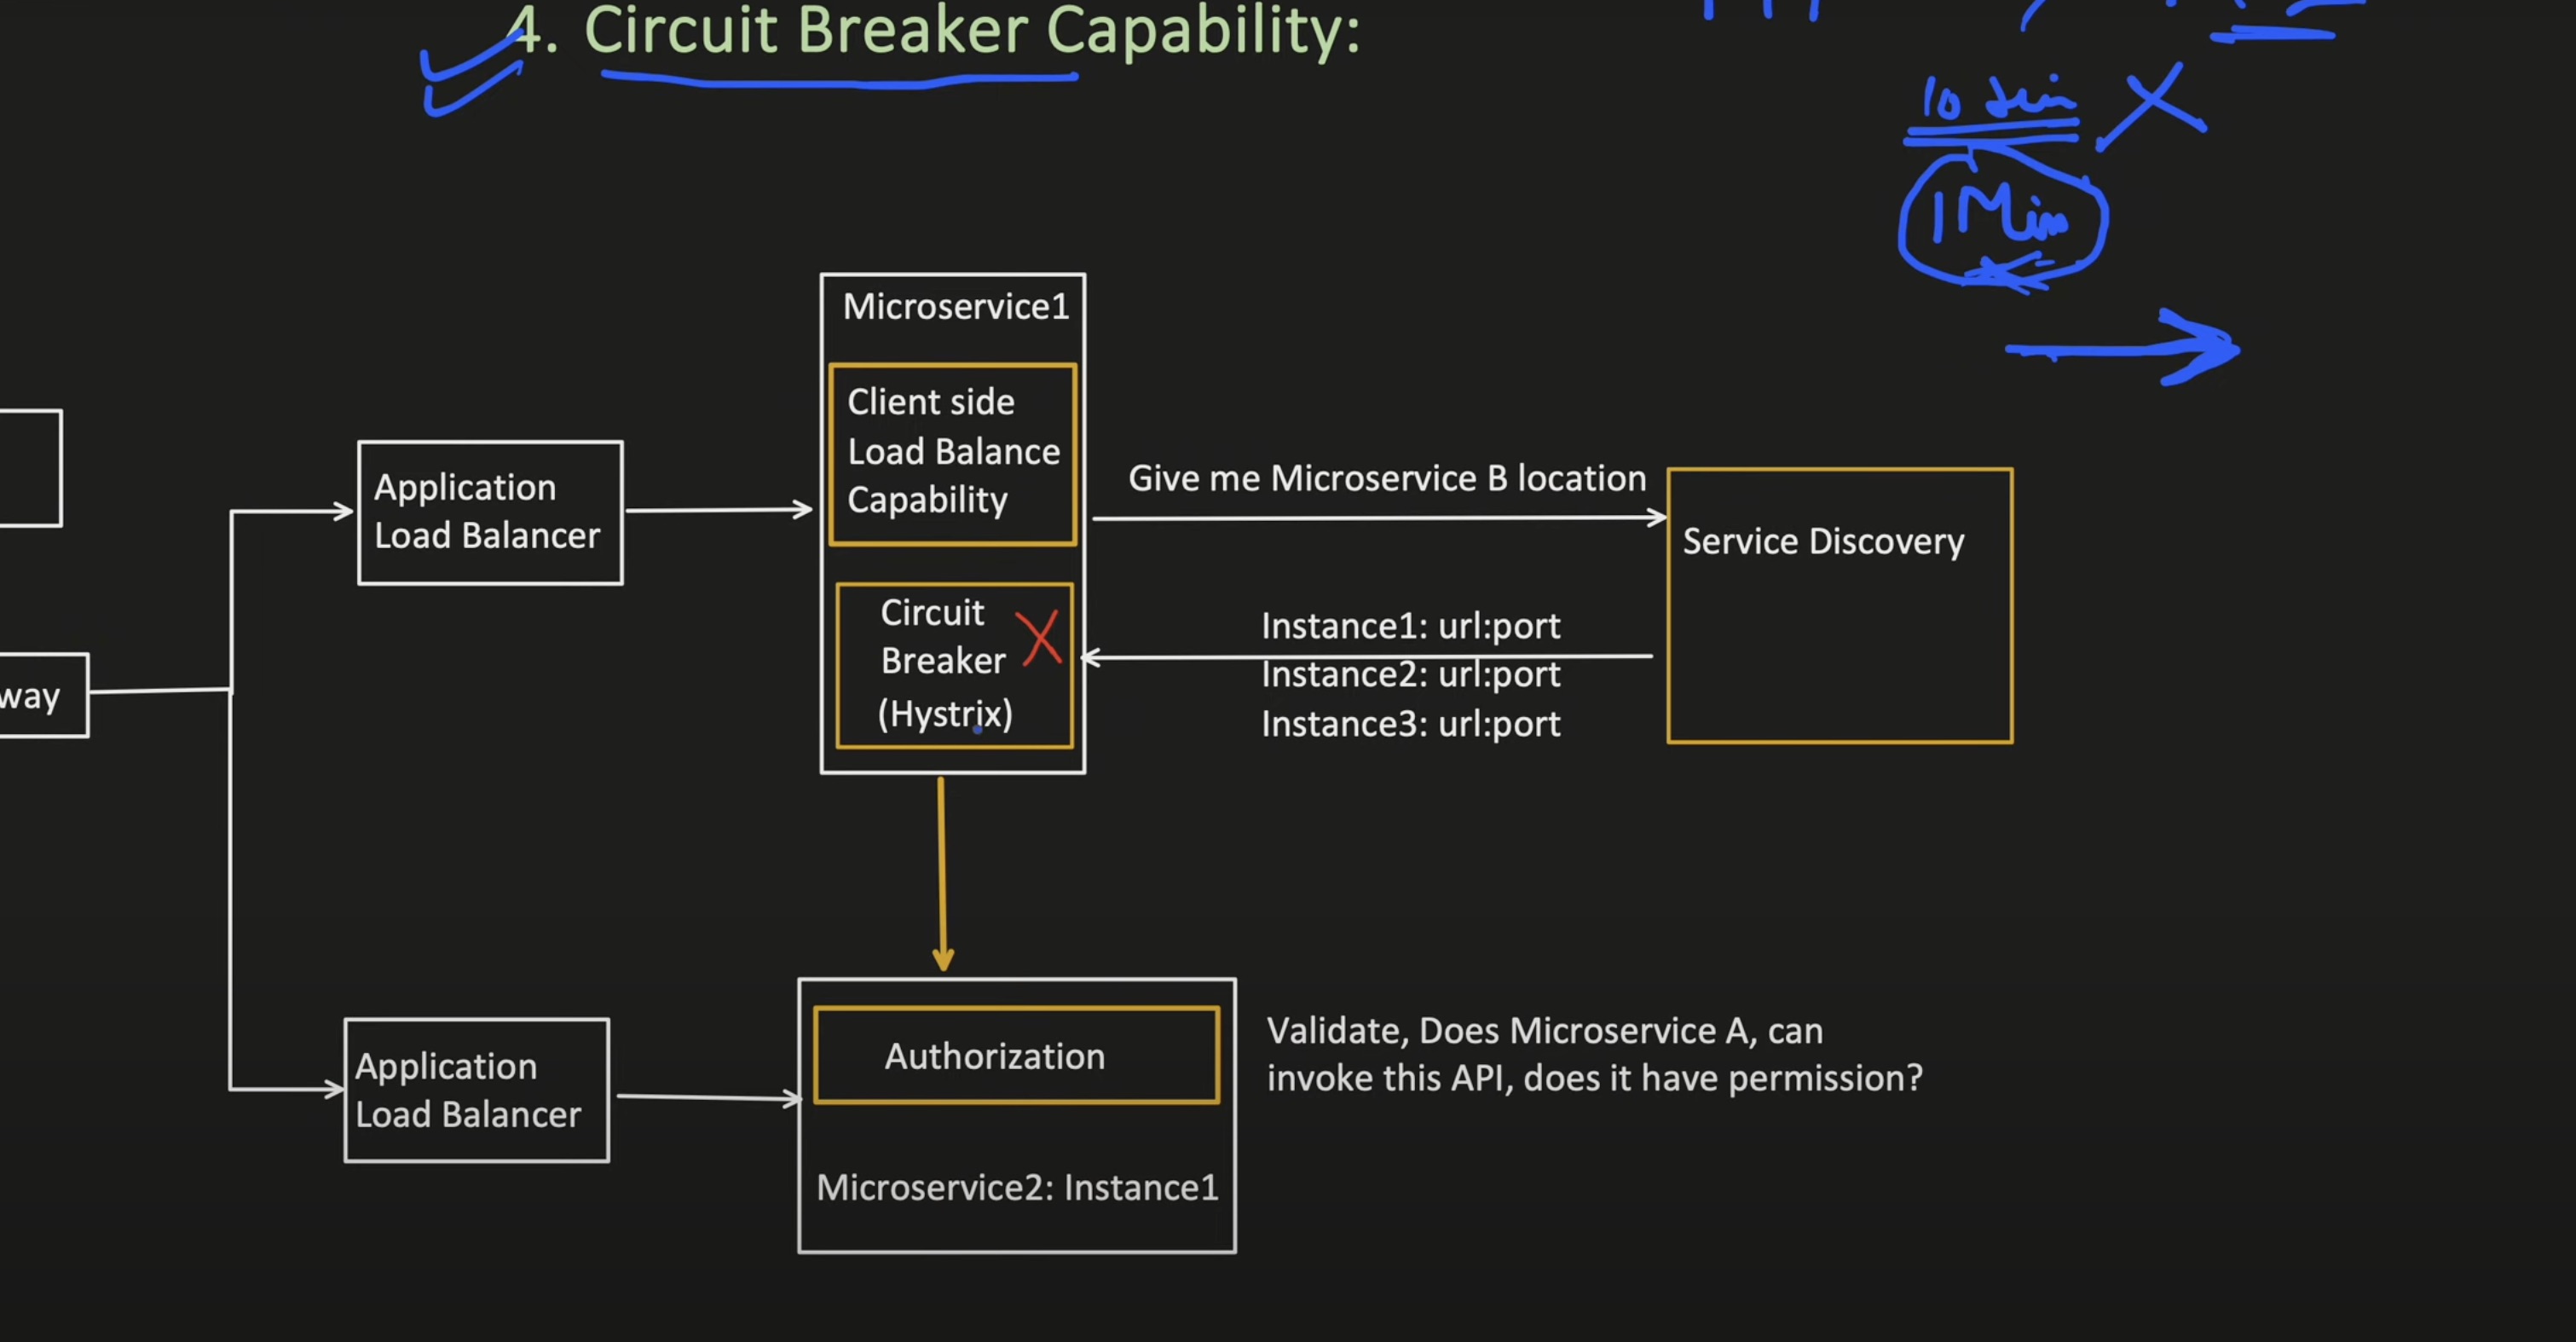 4. Circuit Breaker Capability:
1 Min
Microservice1
Client side
Load Balance
Capability
Application
Load Balancer
Give me Microservice B location
Service Discovery
Circuit
Breaker
(Hystrix)
Instance1: url:port
Instance2: url:port
Instance3: url:port
way
Authorization
Validate, Does Microservice A, can
invoke this API, does it have permission?
Application
Load Balancer
Microservice2: Instance1